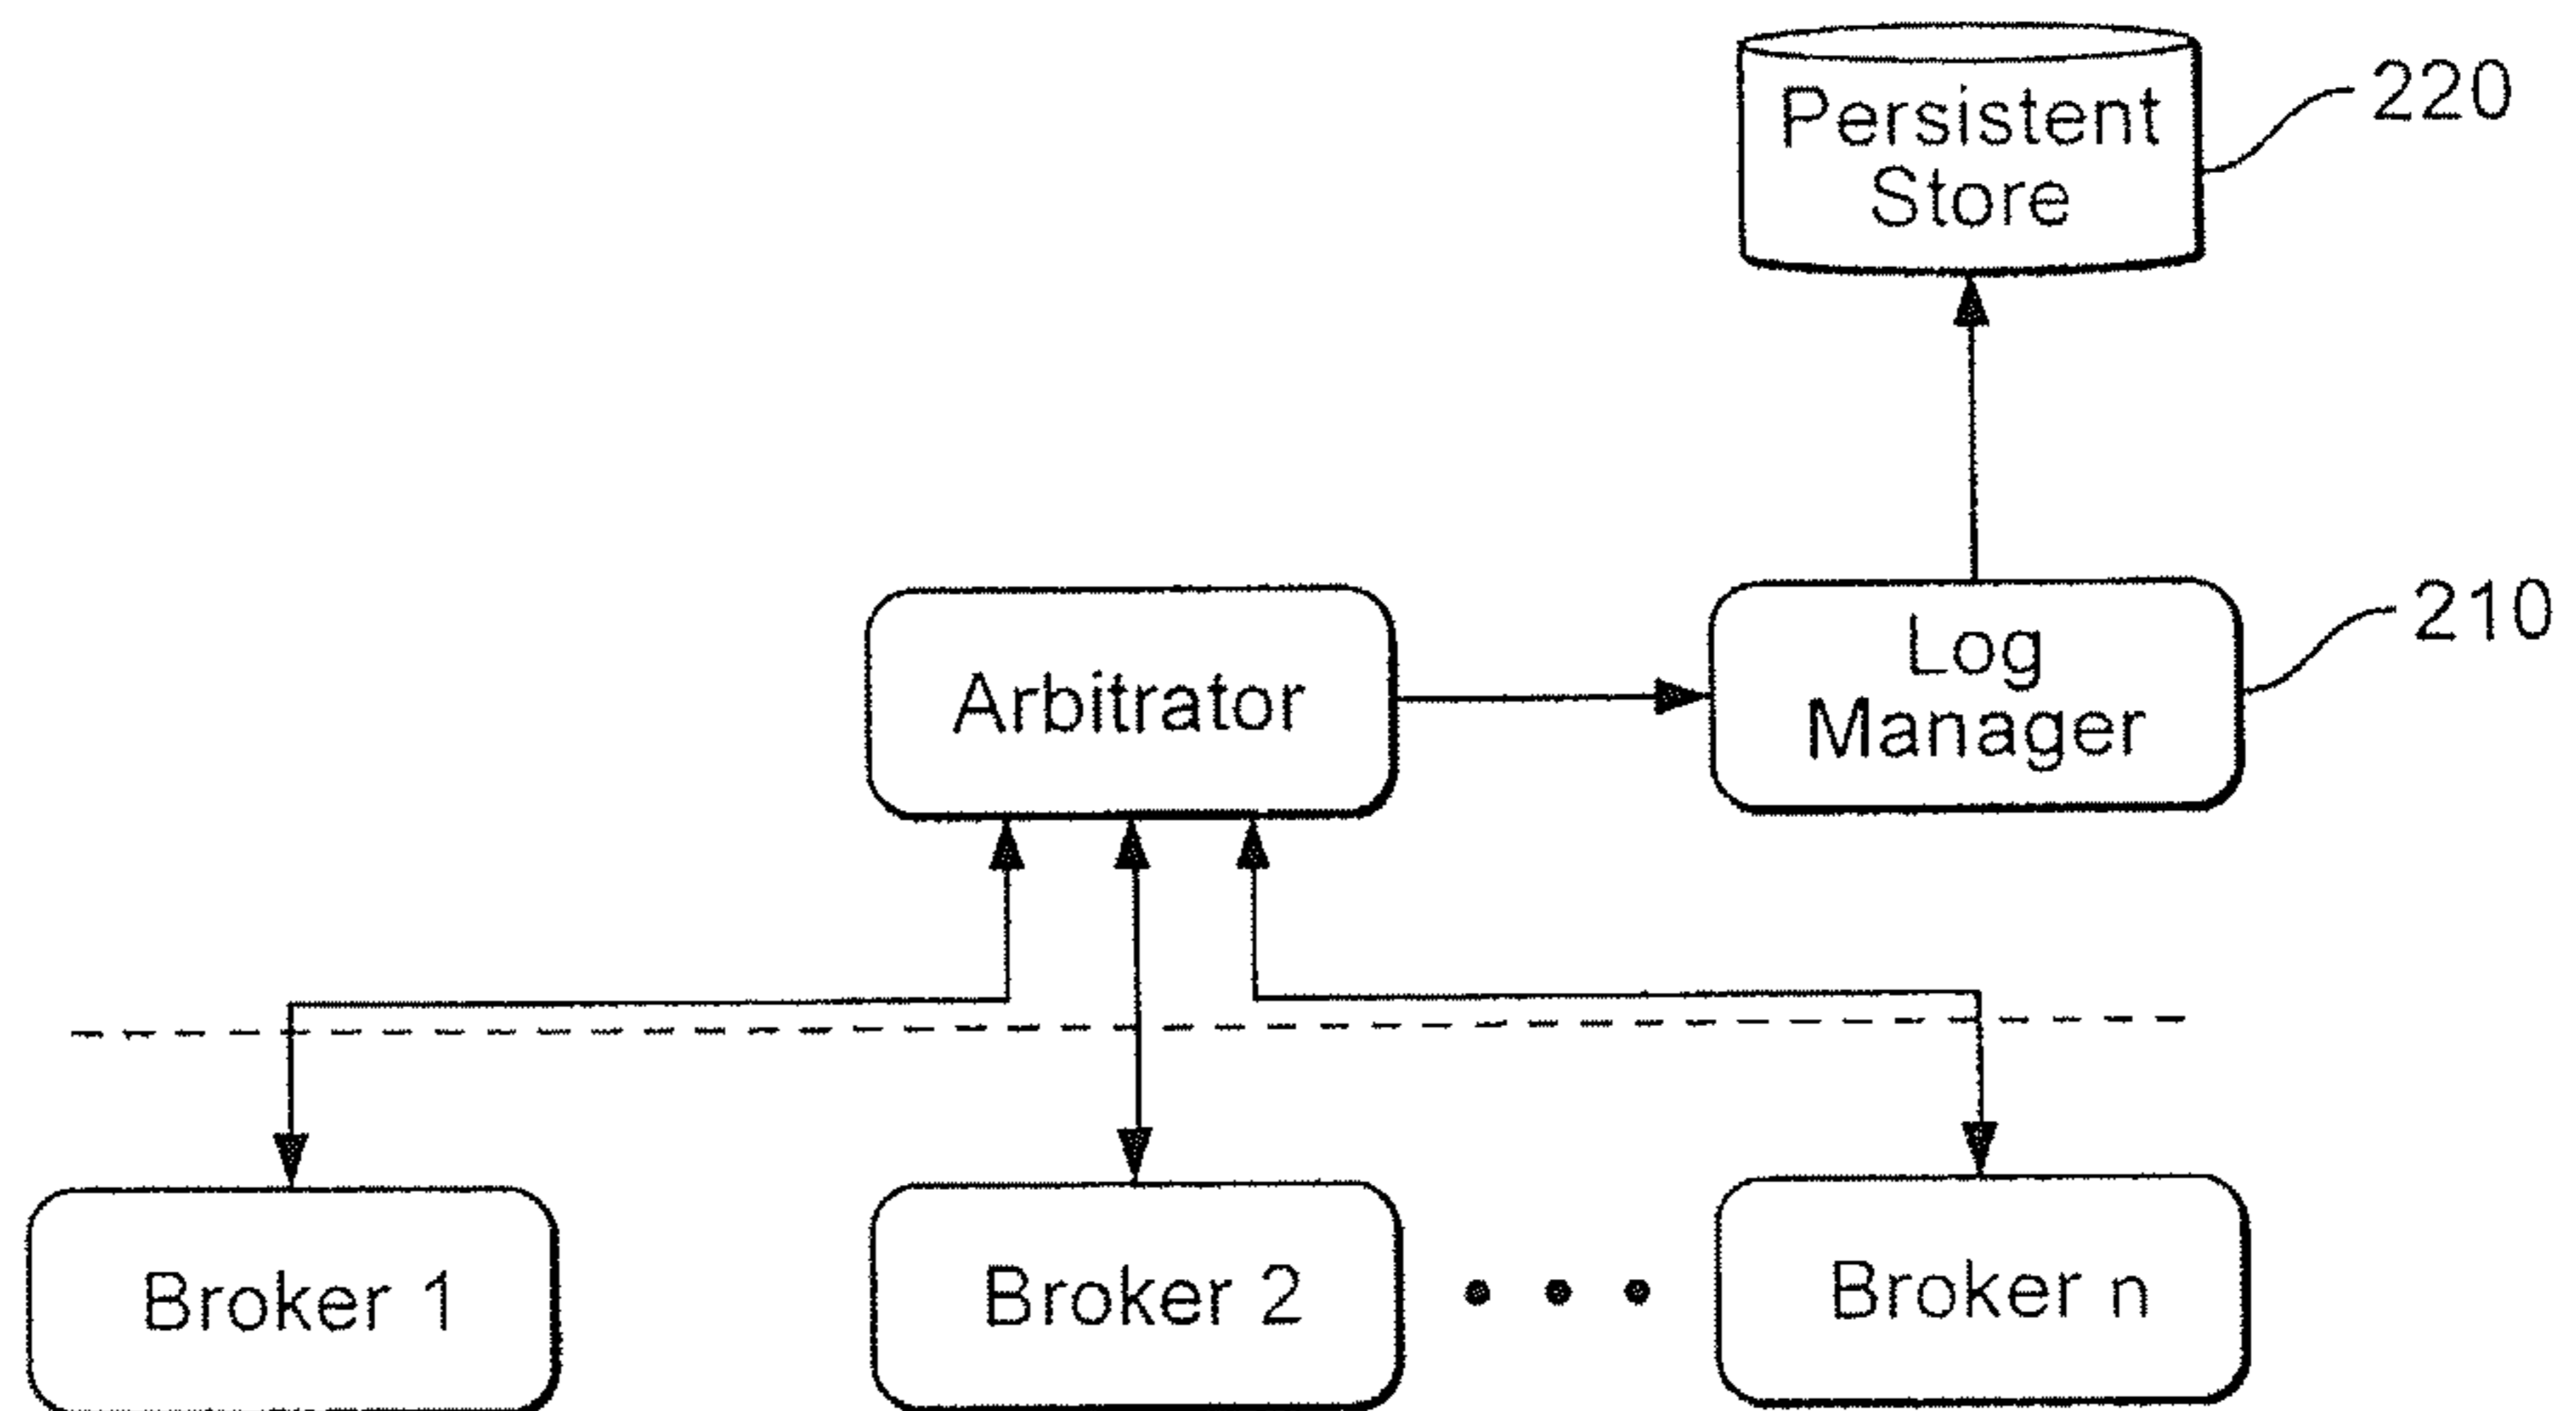 Persistent
Store
220
Arbitrator
Log
Manager
210
Broker 1
Broker 2
Broker n